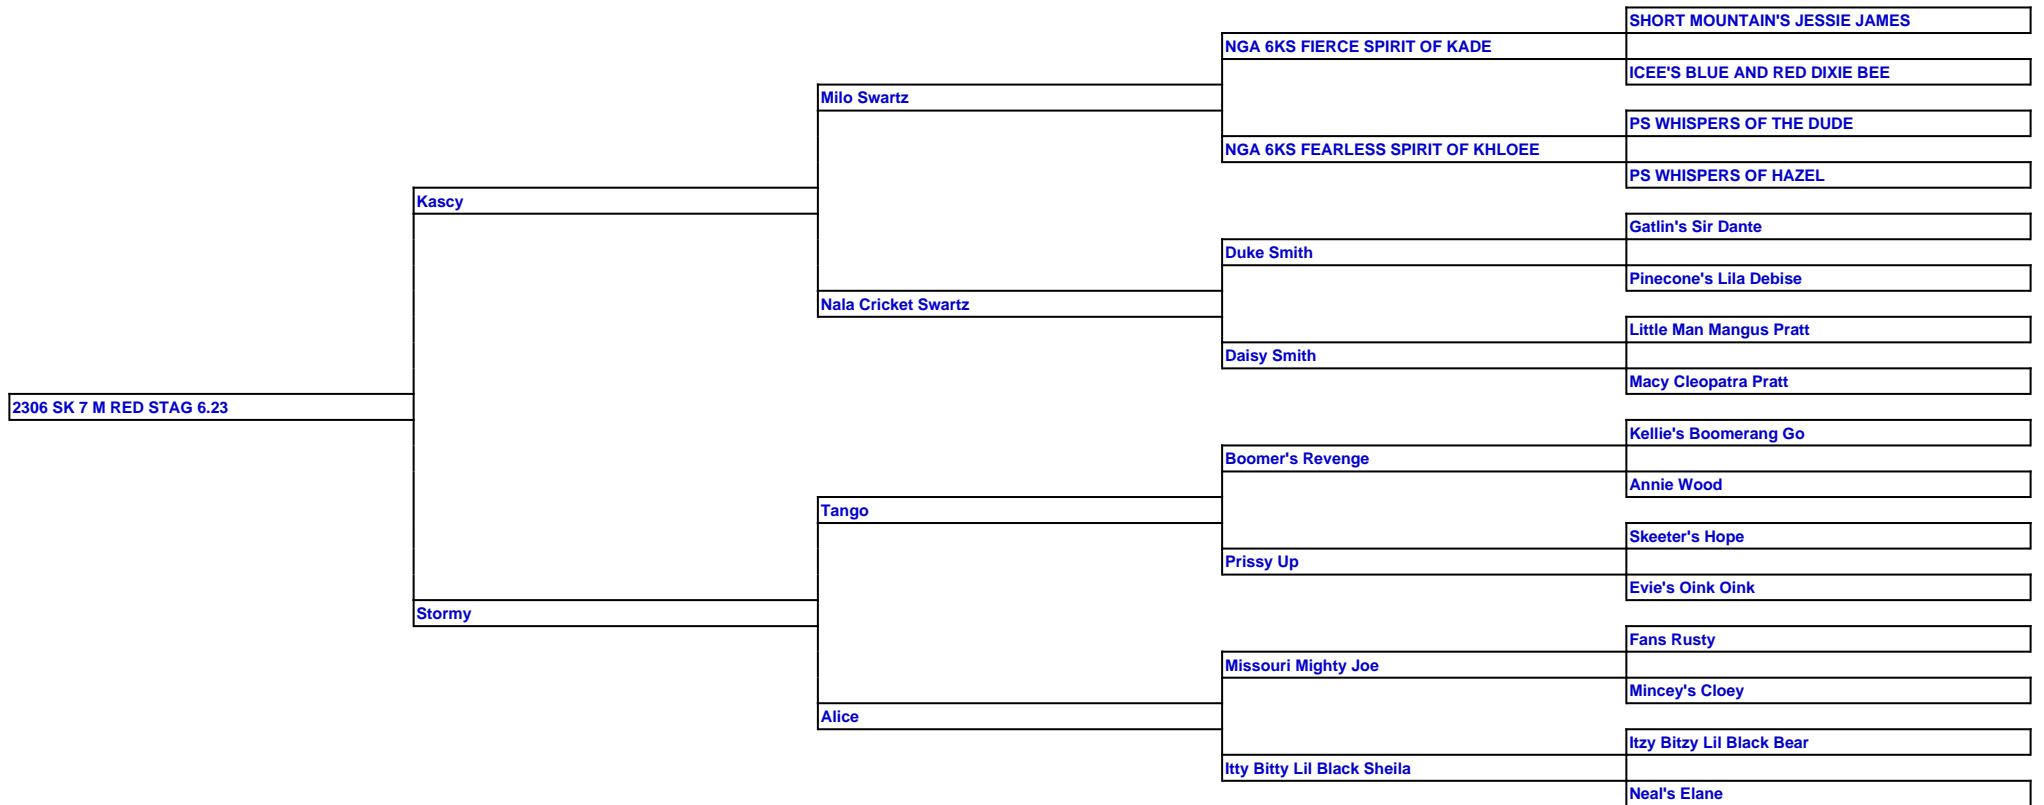 SHORT MOUNTAIN'S JESSIE JAMES
NGA 6KS FIERCE SPIRIT OF KADE
ICEE'S BLUE AND RED DIXIE BEE
Milo Swartz
PS WHISPERS OF THE DUDE
NGA 6KS FEARLESS SPIRIT OF KHLOEE
PS WHISPERS OF HAZEL
Kascy
Gatlin's Sir Dante
Duke Smith
Pinecone's Lila Debise
Nala Cricket Swartz
Little Man Mangus Pratt
Daisy Smith
Macy Cleopatra Pratt
2306 SK 7 M RED STAG 6.23
Kellie's Boomerang Go
Boomer's Revenge
Annie Wood
Tango
Skeeter's Hope
Prissy Up
Evie's Oink Oink
Stormy
Fans Rusty
Missouri Mighty Joe
Mincey's Cloey
Alice
Itzy Bitzy Lil Black Bear
Itty Bitty Lil Black Sheila
Neal's Elane